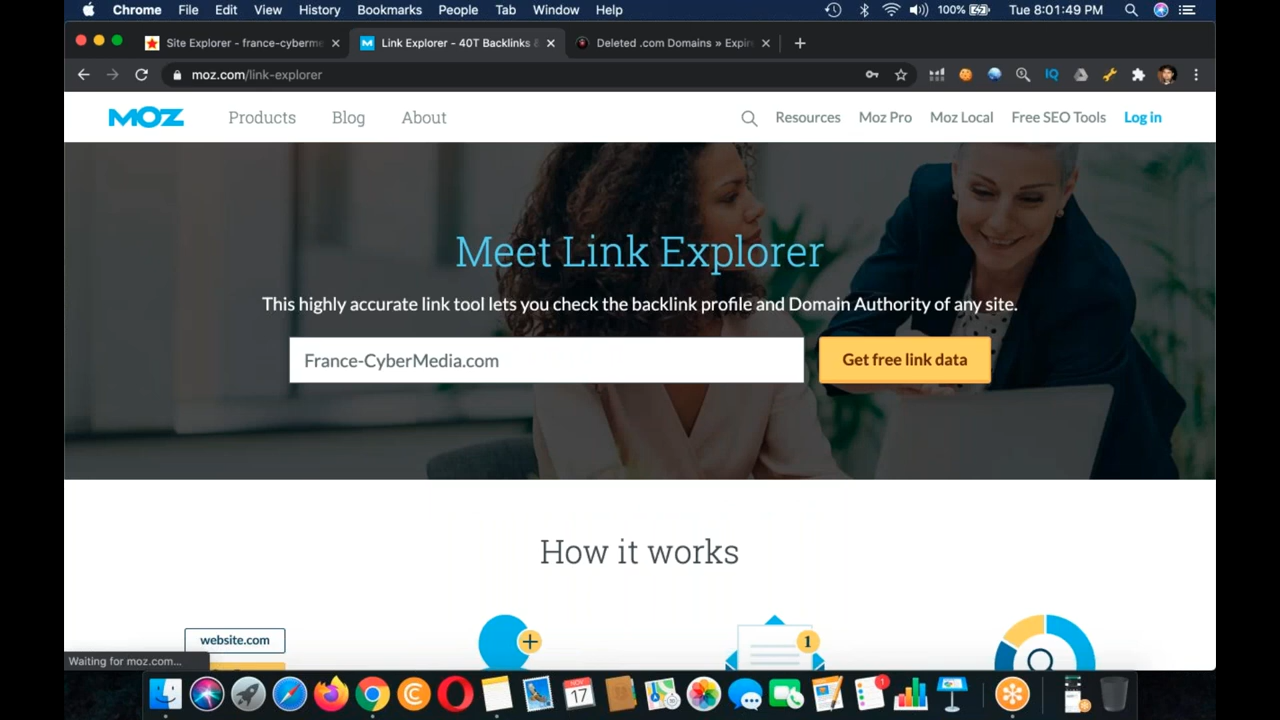 Chrome File Edit View History Bookmarks People Tab Window Help 100% Tue 8:01:49 PM
Site Explorer - france-cyberme Link Explorer - 40T Backlinks & Deleted .com Domains » Expir
moz.com/link-explorer IQ
MOZ Products Blog About Resources Moz Pro Moz Local Free SEO Tools Log in
Meet Link Explorer
This highly accurate link tool lets you check the backlink profile and Domain Authority of any site.
France-CyberMedia.com Get free link data
How it works
website.com
1
Waiting for moz.com...
NOV
17
1